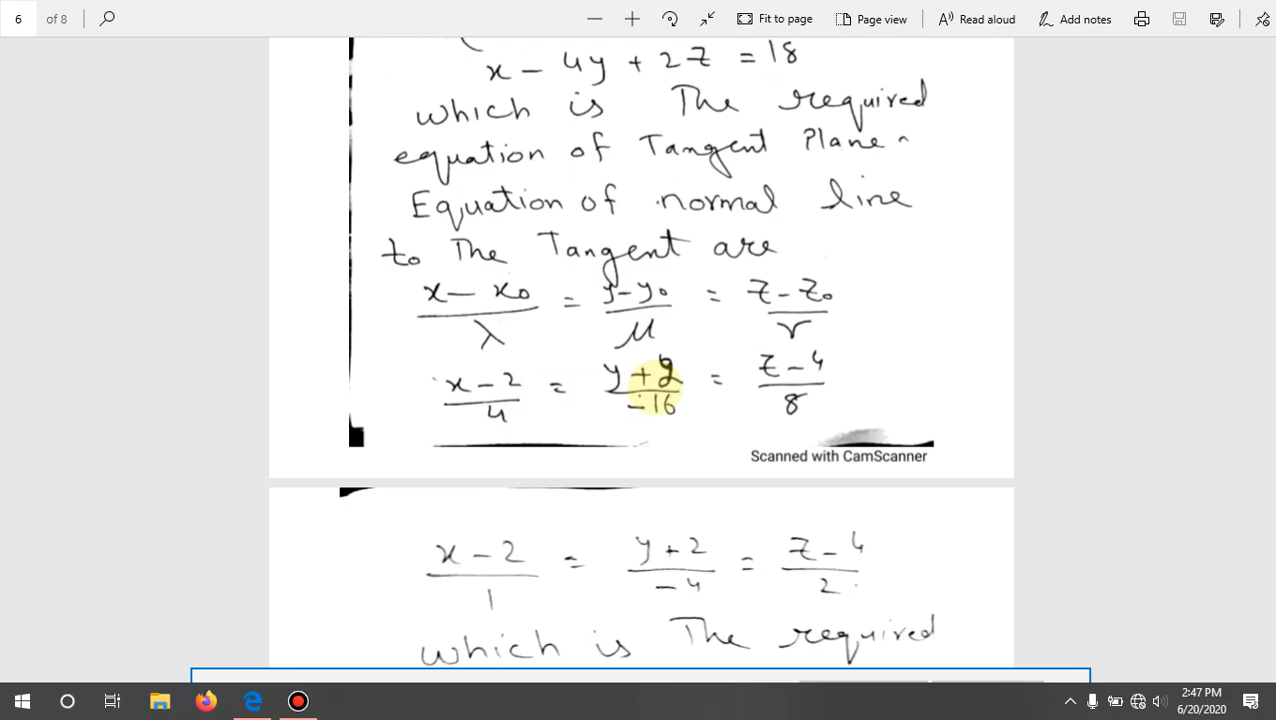 6 of 8 Fit to page Page view Read aloud Add notes
x - 4y + 2z = 18
which is The required
equation of Tangent Plane.
Equation of normal line
to The Tangent are
x - x₀ / λ = y - y₀ / μ = z - z₀ / r
x - 2 / 4 = y + 2 / -16 = z - 4 / 8
Scanned with CamScanner
x - 2 / 1 = y + 2 / -4 = z - 4 / 2
which is The required
2:47 PM
6/20/2020